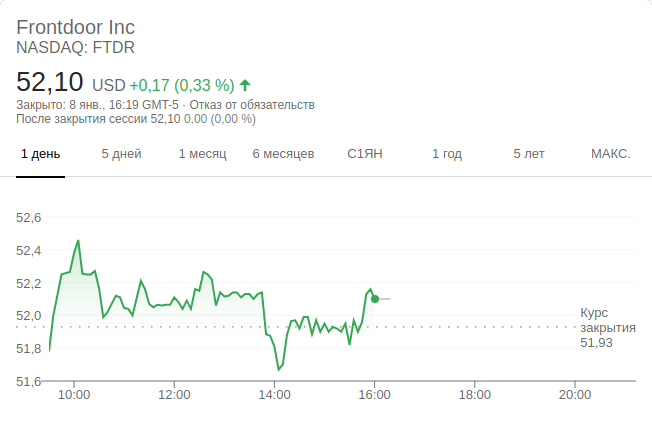 Frontdoor Inc
NASDAQ: FTDR
52,10 USD +0,17 (0,33 %)
Закрыто: 8 янв., 16:19 GMT-5 · Отказ от обязательств
После закрытия сессии 52,10 0,00 (0,00 %)
1 день 5 дней 1 месяц 6 месяцев С1ЯН 1 год 5 лет МАКС.
52,6
52,4
52,2
52,0
51,8
51,6
Курс
закрытия
51,93
10:00 12:00 14:00 16:00 18:00 20:00